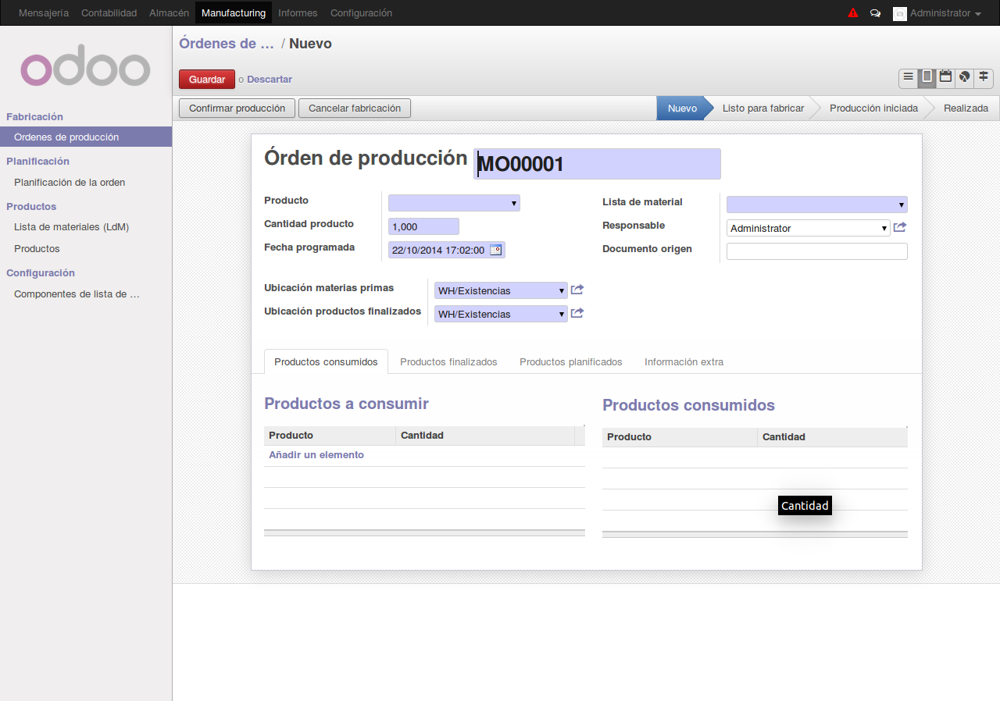 Mensajería Contabilidad Almacén Manufacturing Informes Configuración Administrator
odoo
Fabricación
Ordenes de producción
Planificación
Planificación de la orden
Productos
Lista de materiales (LdM)
Productos
Configuración
Componentes de lista de …
Órdenes de … / Nuevo
Guardar o Descartar
Confirmar producción Cancelar fabricación Nuevo Listo para fabricar Producción iniciada Realizada
Órden de producción MO00001
Producto
Cantidad producto 1,000
Fecha programada 22/10/2014 17:02:00
Lista de material
Responsable Administrator
Documento origen
Ubicación materias primas WH/Existencias
Ubicación productos finalizados WH/Existencias
Productos consumidos Productos finalizados Productos planificados Información extra
Productos a consumir
Producto Cantidad
Añadir un elemento
Productos consumidos
Producto Cantidad
Cantidad